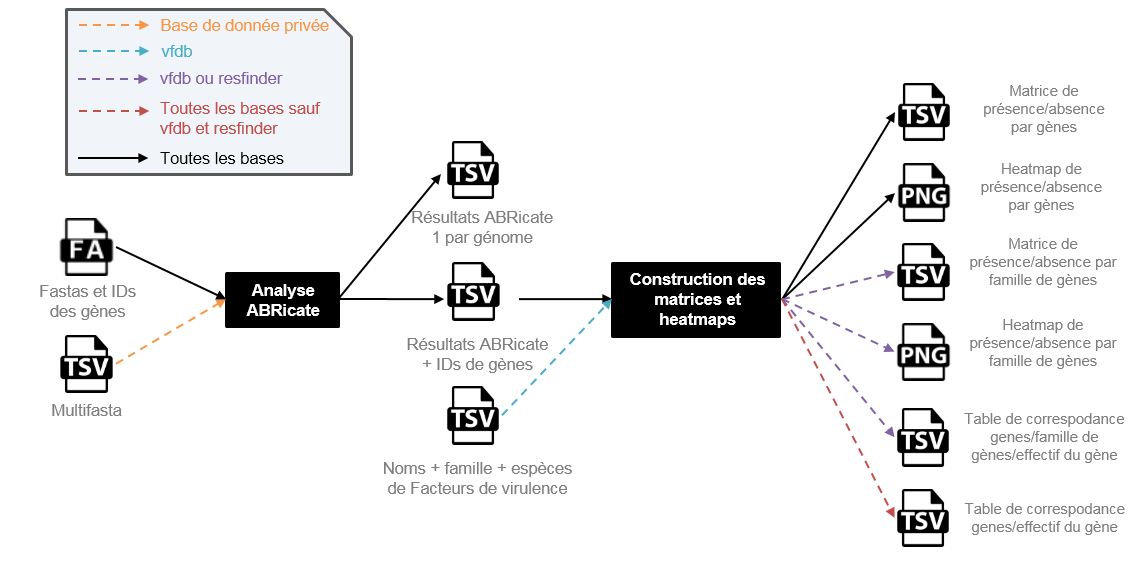 Base de donnée privée
vfdb
vfdb ou resfinder
Toutes les bases sauf
vfdb et resfinder
Toutes les bases
FA
Fastas et IDs
des gènes
TSV
Multifasta
Analyse
ABRicate
TSV
Résultats ABRicate
1 par génome
TSV
Résultats ABRicate
+ IDs de gènes
TSV
Noms + famille + espèces
de Facteurs de virulence
Construction des
matrices et
heatmaps
TSV
Matrice de
présence/absence
par gènes
PNG
Heatmap de
présence/absence
par gènes
TSV
Matrice de
présence/absence par
famille de gènes
PNG
Heatmap de
présence/absence par
famille de gènes
TSV
Table de correspodance
genes/famille de
gènes/effectif du gène
TSV
Table de correspodance
genes/effectif du gène